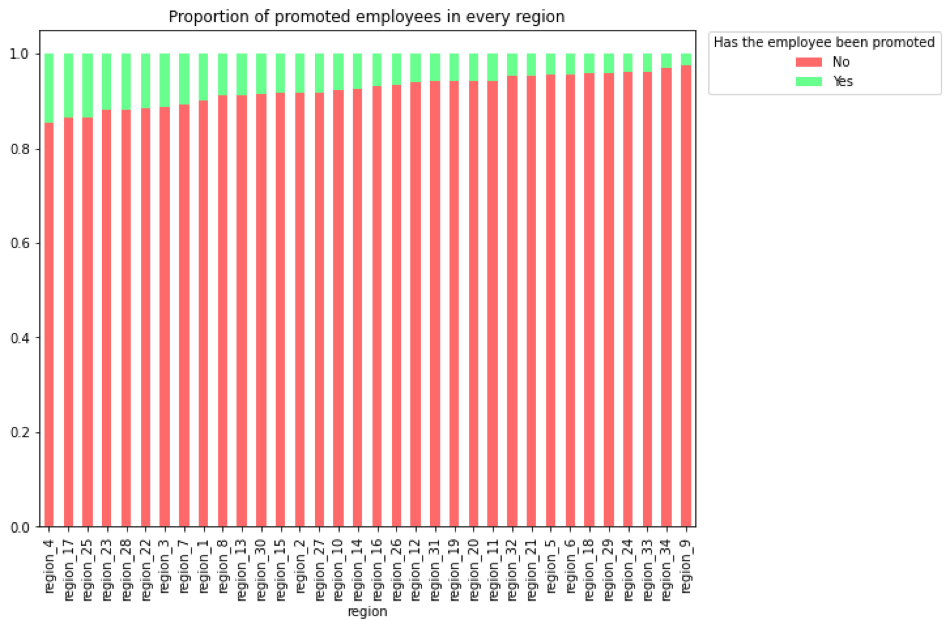 Proportion of promoted employees in every region
Has the employee been promoted
No
Yes
1.0
0.8
0.6
0.4
0.2
0.0
region_4
region_17
region_25
region_23
region_28
region_22
region_3
region_7
region_1
region_8
region_13
region_30
region_15
region_2
region_27
region_10
region_14
region_16
region_26
region_12
region_31
region_19
region_20
region_11
region_32
region_21
region_5
region_6
region_18
region_29
region_24
region_33
region_34
region_9
region